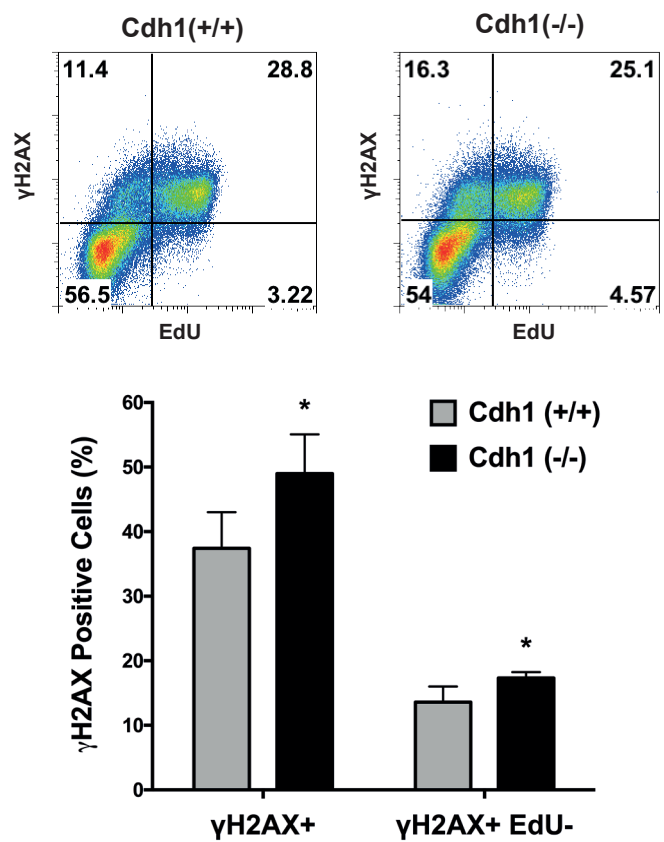 Cdh1(+/+) Cdh1(-/-)
11.4 28.8 16.3 25.1
γH2AX γH2AX
56.5 3.22 54 4.57
EdU EdU
γH2AX Positive Cells (%)
60
50
40
30
20
10
0
*
*
Cdh1 (+/+)
Cdh1 (-/-)
γH2AX+ γH2AX+ EdU-